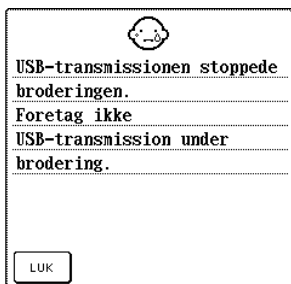 USB-transmissionen stoppede
broderingen.
Foretag ikke
USB-transmission under
brodering.
LUK